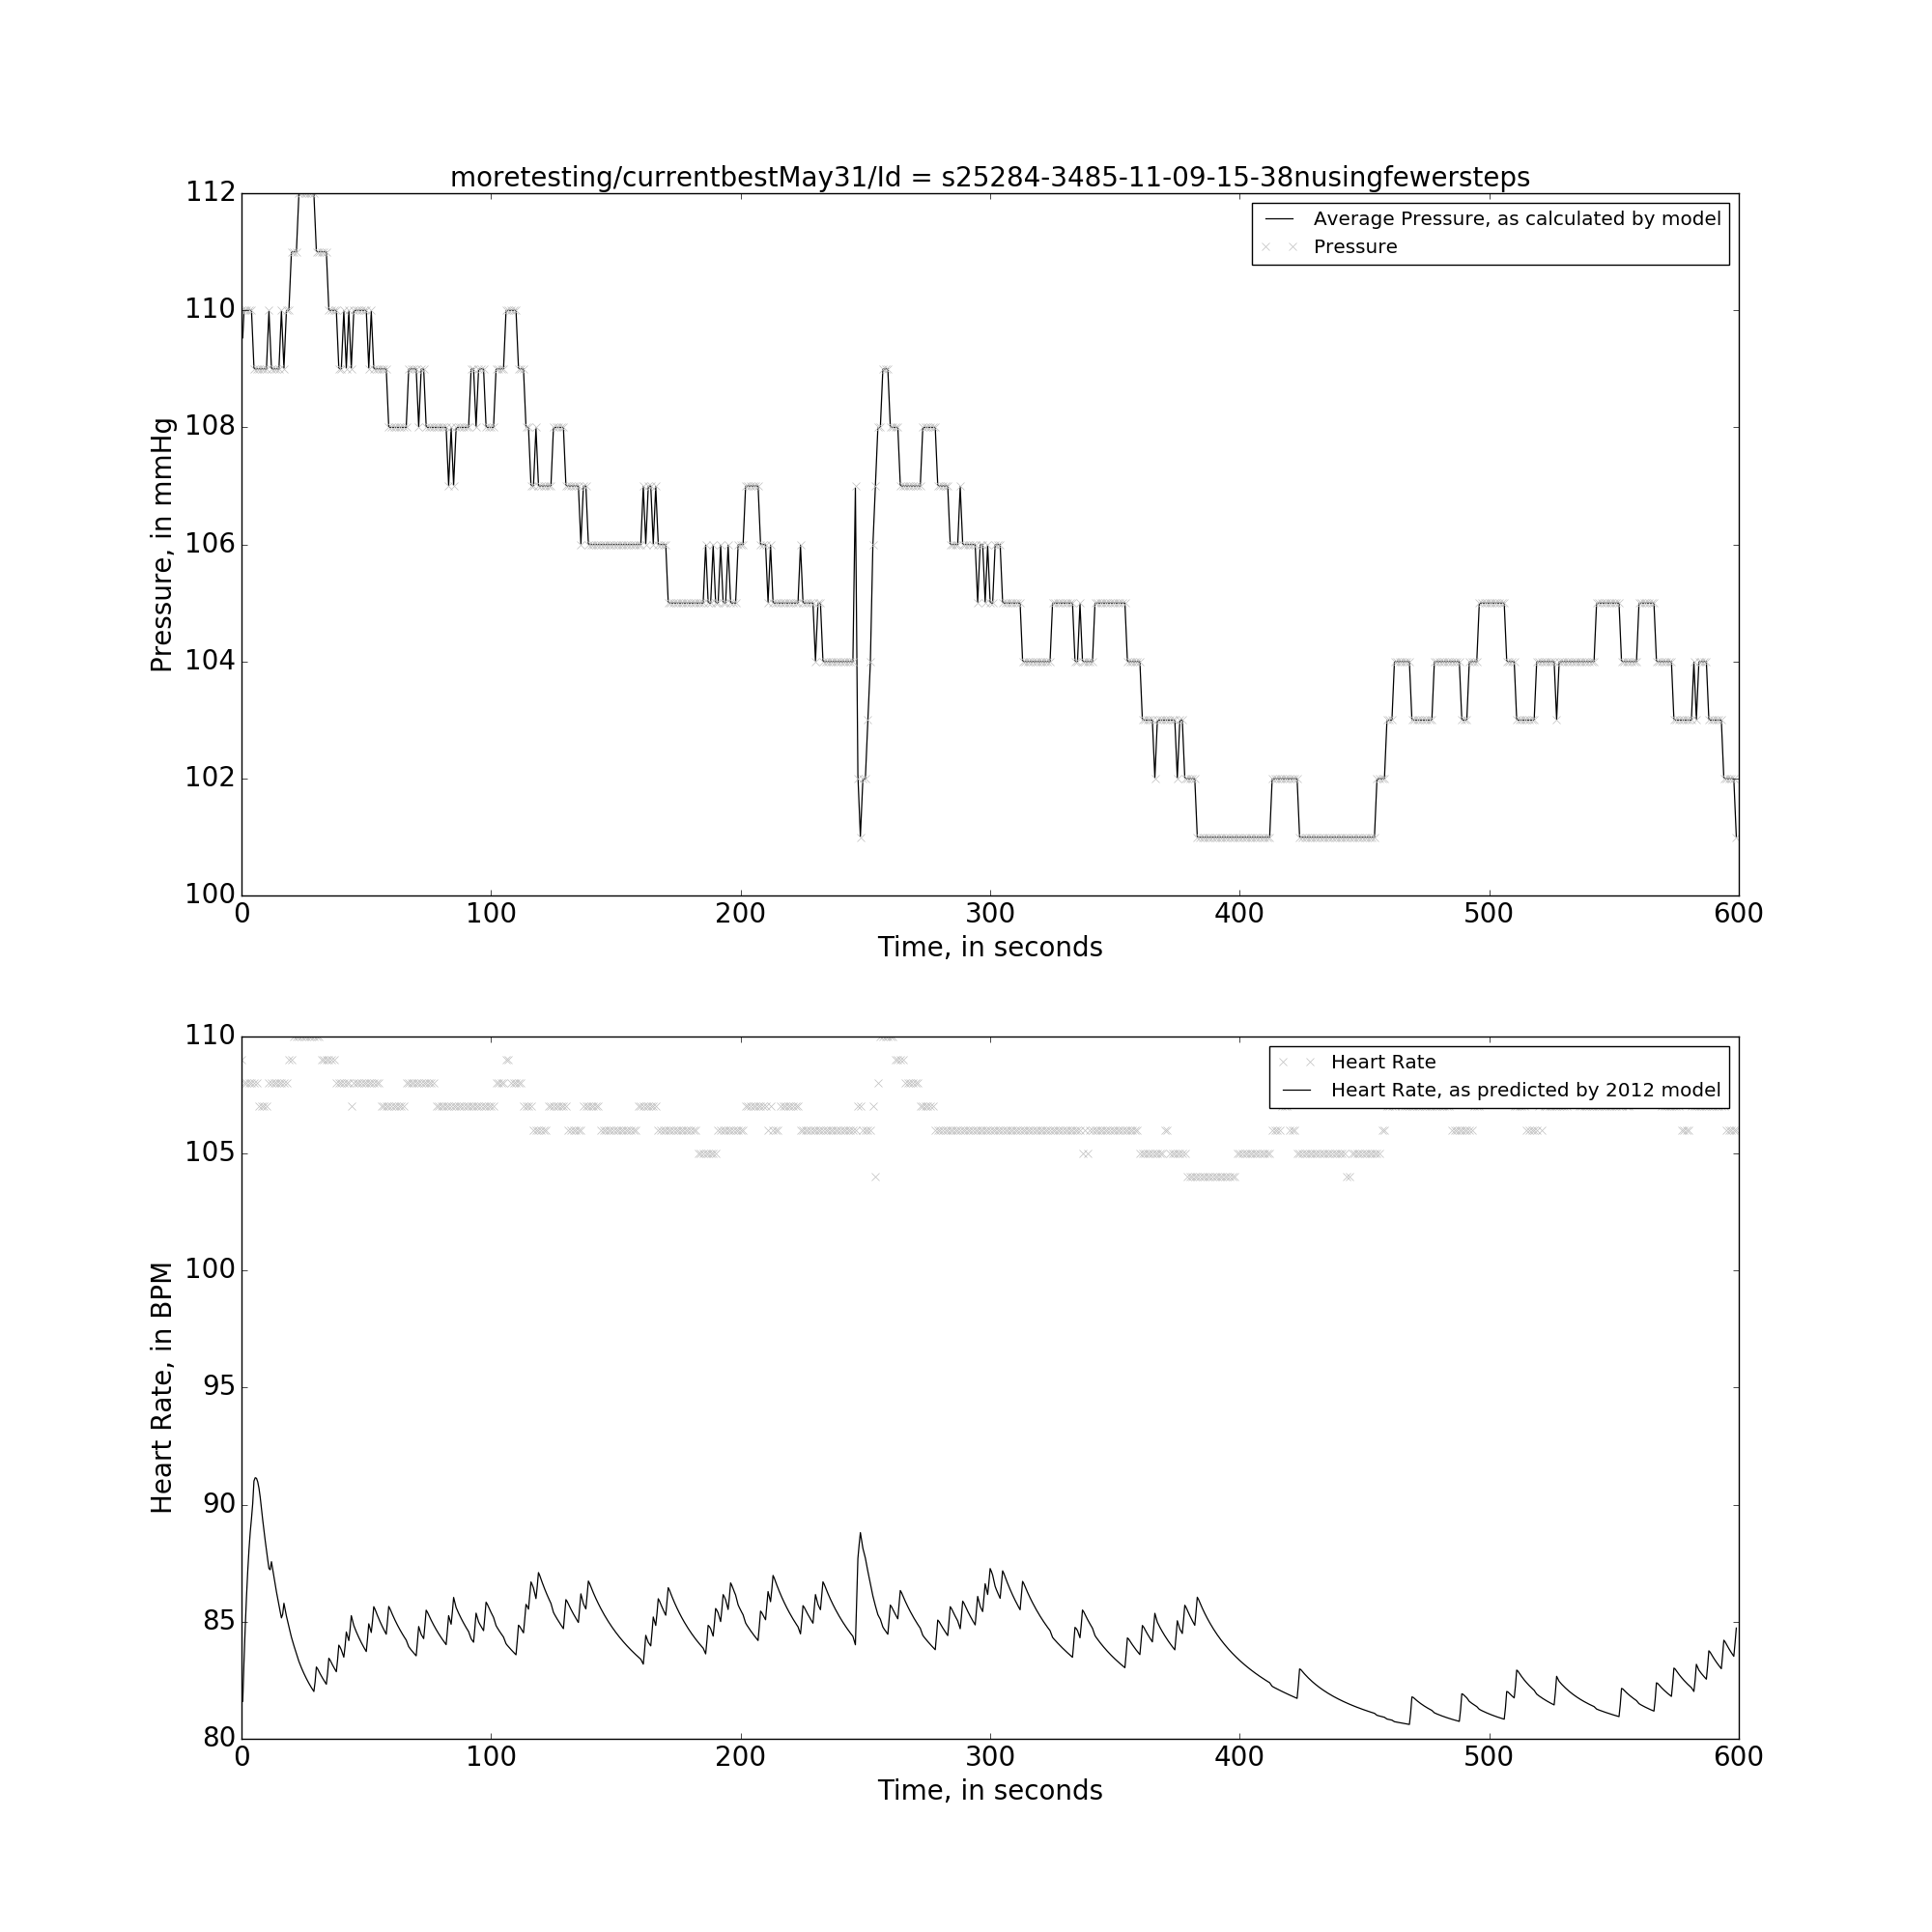 moretesting/currentbestMay31/Id = s25284-3485-11-09-15-38nusingfewersteps
112
110
108
106
104
102
100
Pressure, in mmHg
Average Pressure, as calculated by model
Pressure
0 100 200 300 400 500 600
Time, in seconds
110
105
100
95
90
85
80
Heart Rate, in BPM
Heart Rate
Heart Rate, as predicted by 2012 model
0 100 200 300 400 500 600
Time, in seconds